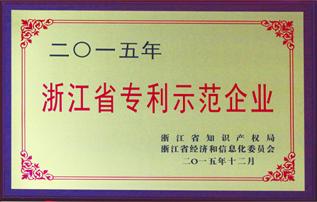 二〇一五年
浙江省专利示范企业
浙江省知识产权局
浙江省经济和信息化委员会
二〇一五年十二月